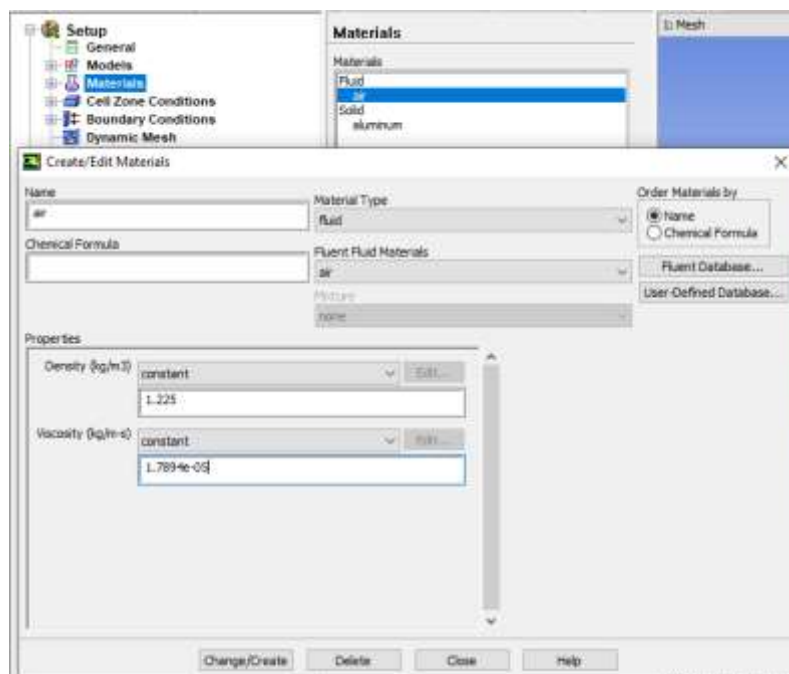 Setup
General
Models
Materials
Cell Zone Conditions
Boundary Conditions
Dynamic Mesh
Materials
Materials
Fluid
air
Solid
aluminum
1: Mesh
Create/Edit Materials
Name
air
Chemical Formula
Material Type
fluid
Fluent Fluid Materials
air
Mixture
none
Order Materials by
Name
Chemical Formula
Fluent Database...
User-Defined Database...
Properties
Density (kg/m3)
constant
Edit...
1.225
Viscosity (kg/m-s)
constant
Edit...
1.7894e-05
Change/Create
Delete
Close
Help